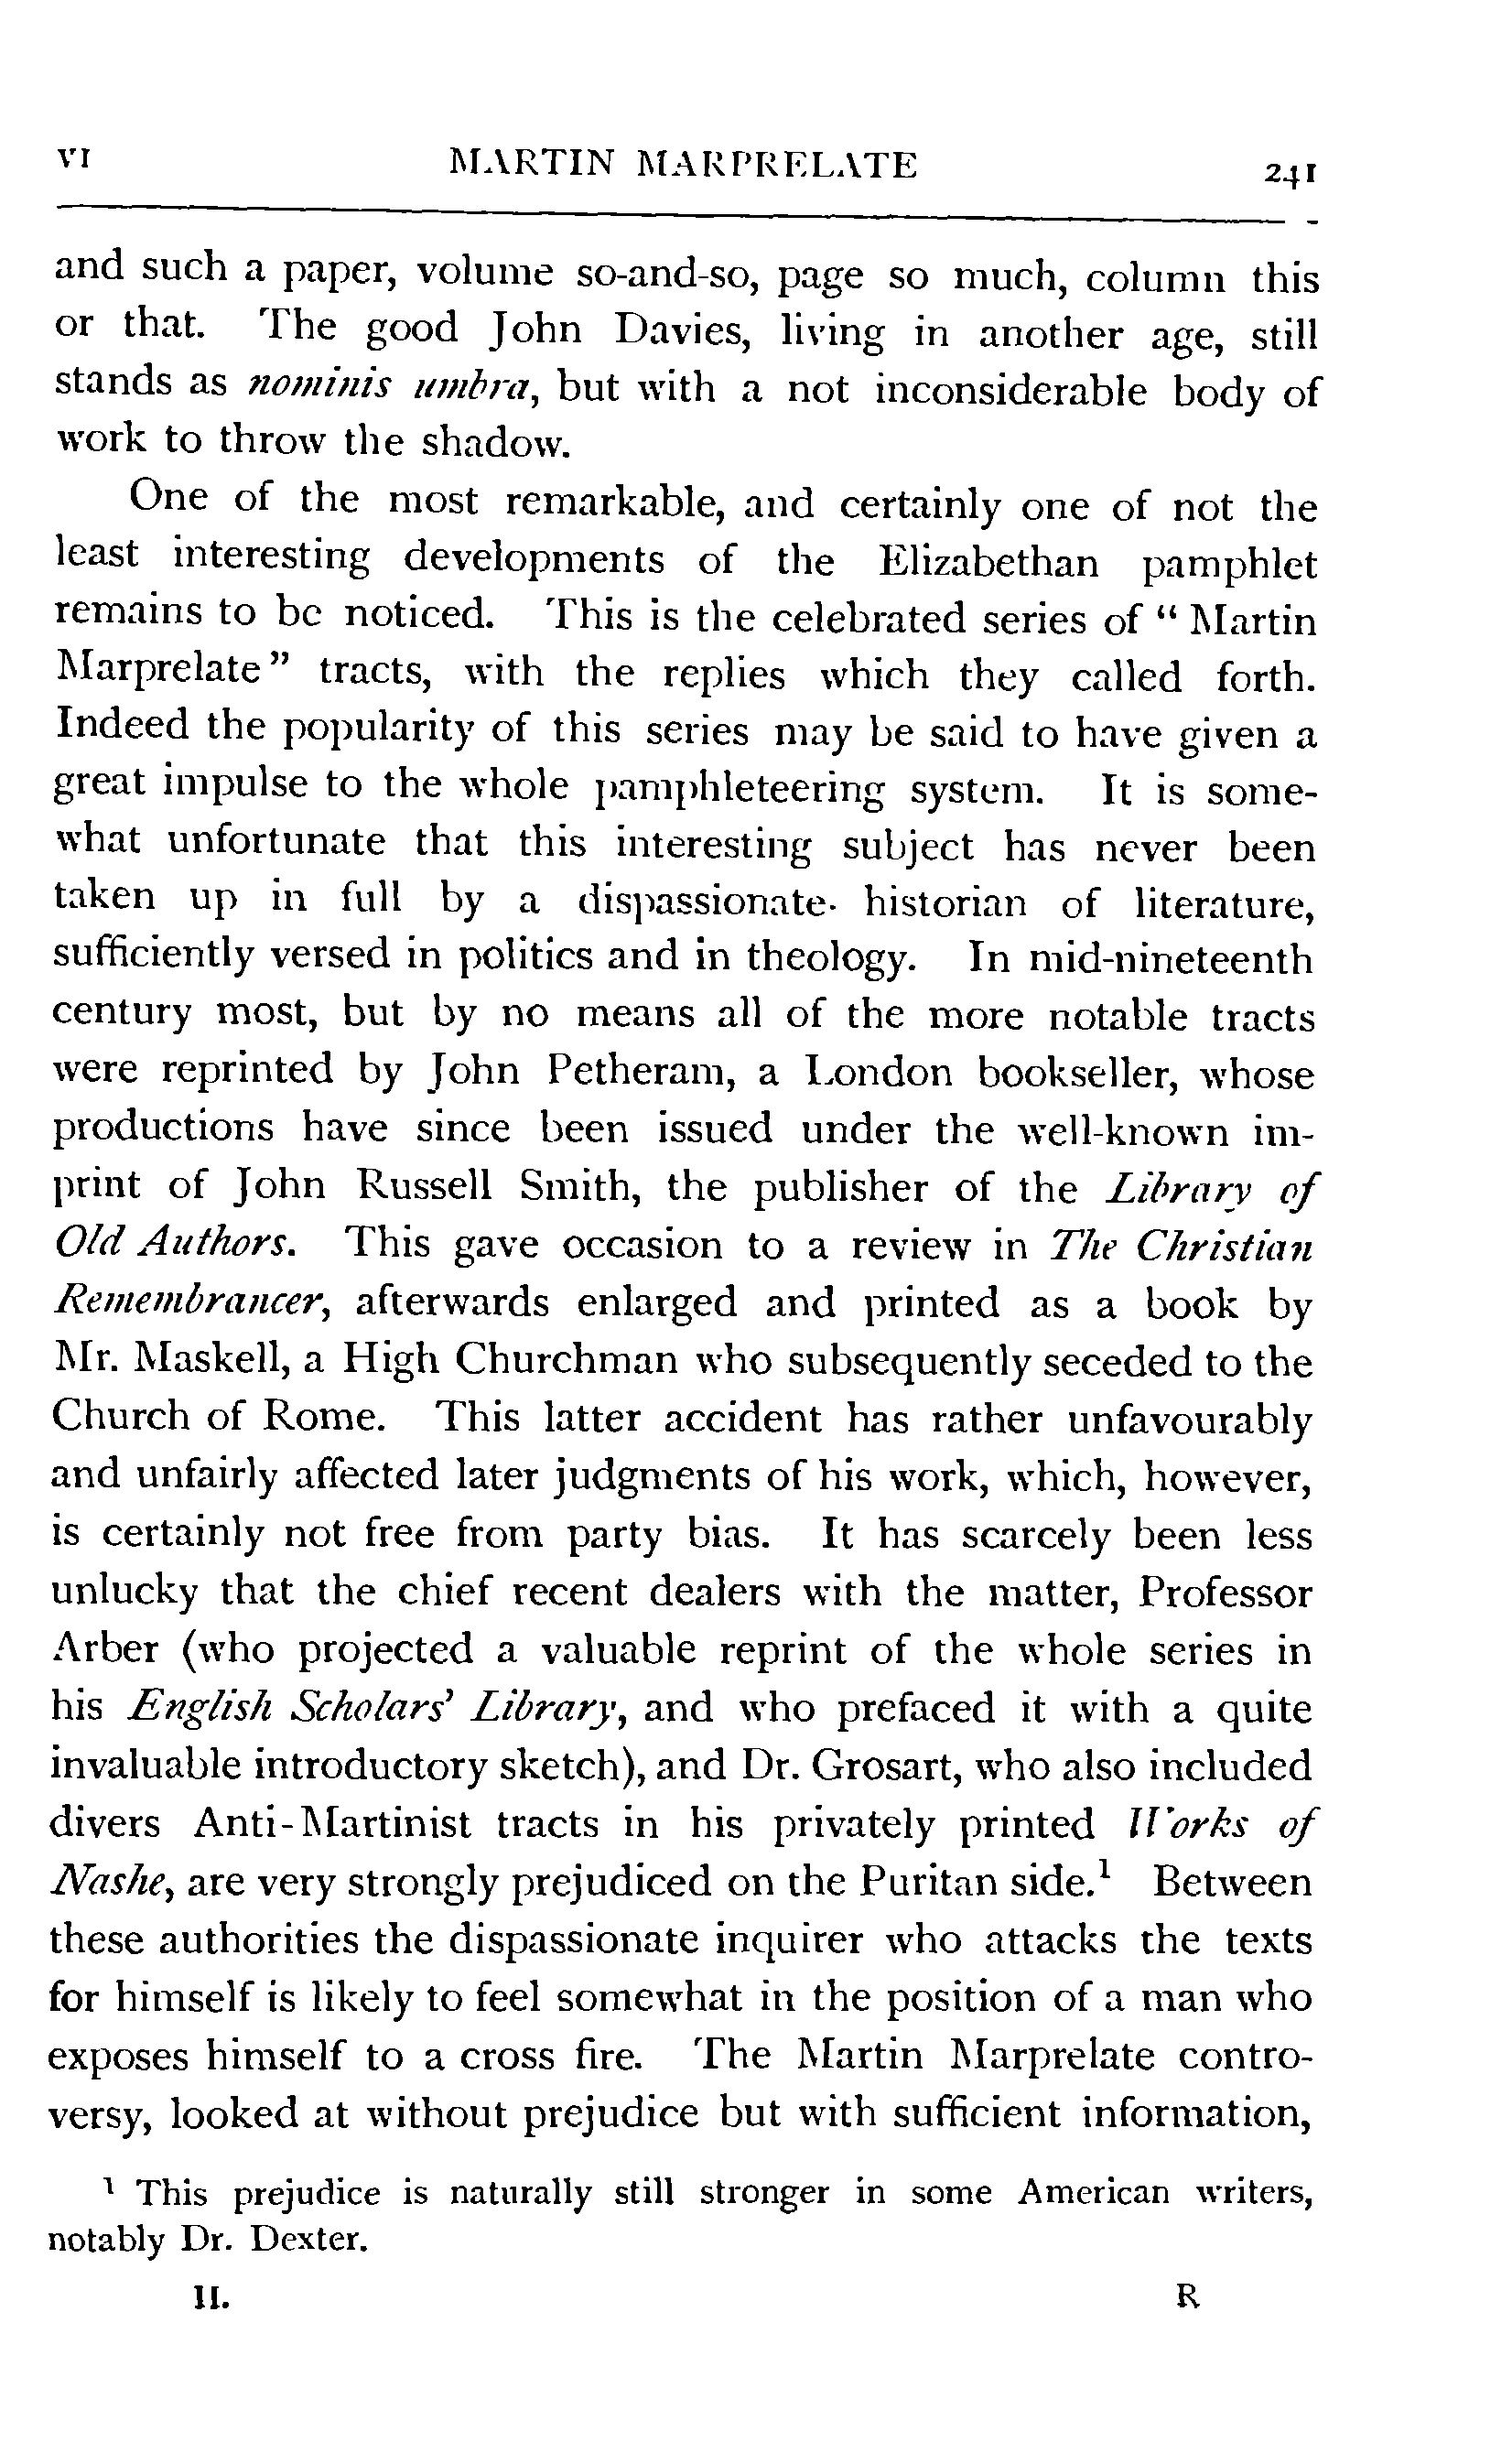 VI MARTIN MARPRELATE 241
and such a paper, volume so-and-so, page so much, column this
or that. The good John Davies, living in another age, still
stands as nominis umbra, but with a not inconsiderable body of
work to throw the shadow.
One of the most remarkable, and certainly one of not the
least interesting developments of the Elizabethan pamphlet
remains to be noticed. This is the celebrated series of “Martin
Marprelate” tracts, with the replies which they called forth.
Indeed the popularity of this series may be said to have given a
great impulse to the whole pamphleteering system. It is some-
what unfortunate that this interesting subject has never been
taken up in full by a dispassionate historian of literature,
sufficiently versed in politics and in theology. In mid-nineteenth
century most, but by no means all of the more notable tracts
were reprinted by John Petheram, a London bookseller, whose
productions have since been issued under the well-known im-
print of John Russell Smith, the publisher of the Library of
Old Authors. This gave occasion to a review in The Christian
Remembrancer, afterwards enlarged and printed as a book by
Mr. Maskell, a High Churchman who subsequently seceded to the
Church of Rome. This latter accident has rather unfavourably
and unfairly affected later judgments of his work, which, however,
is certainly not free from party bias. It has scarcely been less
unlucky that the chief recent dealers with the matter, Professor
Arber (who projected a valuable reprint of the whole series in
his English Scholars’ Library, and who prefaced it with a quite
invaluable introductory sketch), and Dr. Grosart, who also included
divers Anti-Martinist tracts in his privately printed Works of
Nashe, are very strongly prejudiced on the Puritan side.¹ Between
these authorities the dispassionate inquirer who attacks the texts
for himself is likely to feel somewhat in the position of a man who
exposes himself to a cross fire. The Martin Marprelate contro-
versy, looked at without prejudice but with sufficient information,
¹ This prejudice is naturally still stronger in some American writers,
notably Dr. Dexter.
II. R